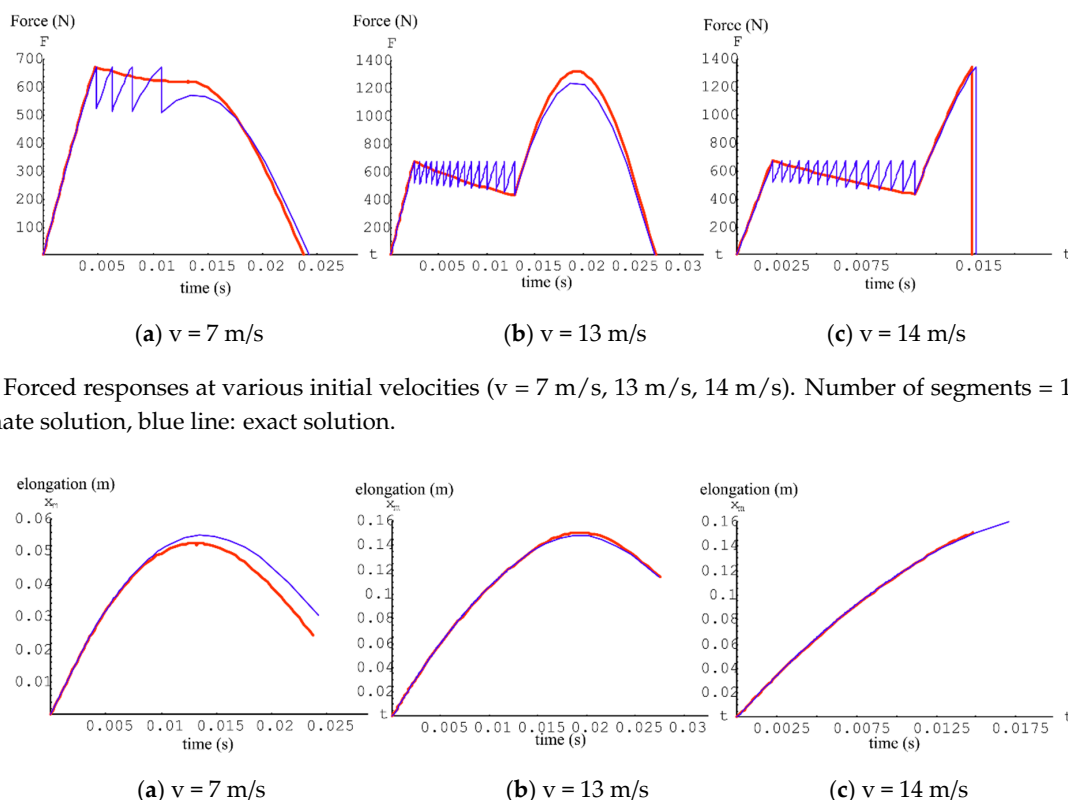 Force (N) Force (N) Force (N)
F F F
700 1400 1400
600 1200 1200
500 1000 1000
400 800 800
300 600 600
200 400 400
100 200 200
t t t
0.005 0.01 0.015 0.02 0.025 0.005 0.01 0.015 0.02 0.025 0.03 0.0025 0.0075 0.015
time (s) time (s) time (s)
(a) v = 7 m/s (b) v = 13 m/s (c) v = 14 m/s
Forced responses at various initial velocities (v = 7 m/s, 13 m/s, 14 m/s). Number of segments = 1
nate solution, blue line: exact solution.
elongation (m) elongation (m) elongation (m)
xm xm xm
0.06 0.16 0.16
0.05 0.14 0.14
0.04 0.12 0.12
0.03 0.1 0.1
0.02 0.08 0.08
0.01 0.06 0.06
0.04 0.04
0.02 0.02
t t t
0.005 0.01 0.015 0.02 0.025 0.005 0.01 0.015 0.02 0.025 0.03 0.0025 0.0075 0.0125 0.0175
time (s) time (s) time (s)
(a) v = 7 m/s (b) v = 13 m/s (c) v = 14 m/s